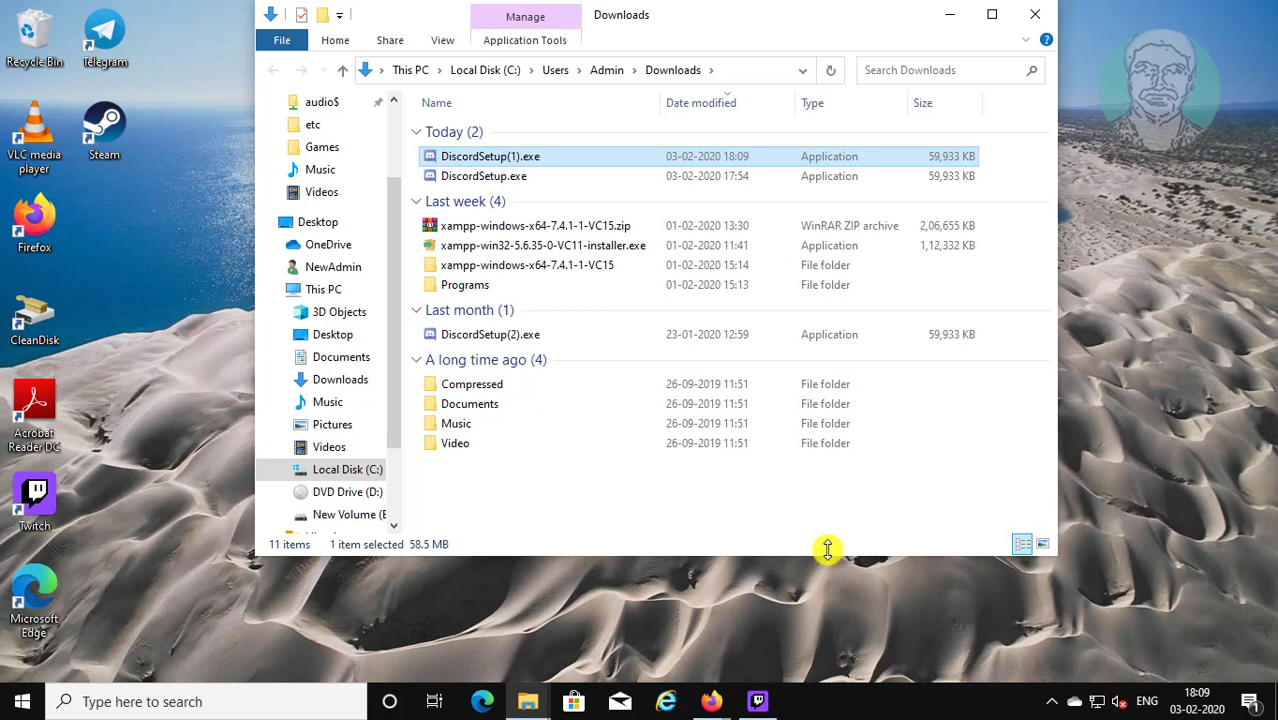 Recycle Bin
Telegram
VLC media
player
Steam
Firefox
CleanDisk
Acrobat
Reader DC
Twitch
Microsoft
Edge
Manage
Downloads
File
Home
Share
View
Application Tools
This PC
Local Disk (C:)
Users
Admin
Downloads
Search Downloads
audio$
etc
Games
Music
Videos
Desktop
OneDrive
NewAdmin
This PC
3D Objects
Desktop
Documents
Downloads
Music
Pictures
Videos
Local Disk (C:)
DVD Drive (D:)
New Volume (E
Name
Date modified
Type
Size
Today (2)
DiscordSetup(1).exe 03-02-2020 18:09 Application 59,933 KB
DiscordSetup.exe 03-02-2020 17:54 Application 59,933 KB
Last week (4)
xampp-windows-x64-7.4.1-1-VC15.zip 01-02-2020 13:30 WinRAR ZIP archive 2,06,655 KB
xampp-win32-5.6.35-0-VC11-installer.exe 01-02-2020 11:41 Application 1,12,332 KB
xampp-windows-x64-7.4.1-1-VC15 01-02-2020 15:14 File folder
Programs 01-02-2020 15:13 File folder
Last month (1)
DiscordSetup(2).exe 23-01-2020 12:59 Application 59,933 KB
A long time ago (4)
Compressed 26-09-2019 11:51 File folder
Documents 26-09-2019 11:51 File folder
Music 26-09-2019 11:51 File folder
Video 26-09-2019 11:51 File folder
11 items 1 item selected 58.5 MB
Type here to search
ENG
18:09
03-02-2020
1